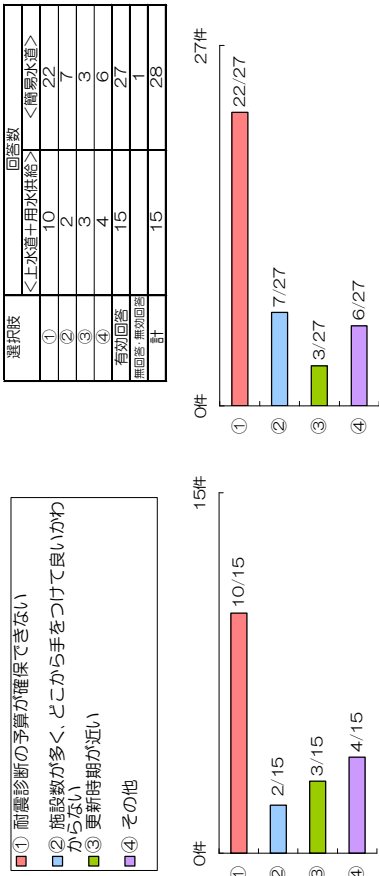 ① 耐震診断の予算が確保できない
② 施設数が多く、どこから手をつけて良いかわ
からない
③ 更新時期が近い
④ その他
選択肢 回答数
＜上水道＋用水供給＞ ＜簡易水道＞
① 10 22
② 2 7
③ 3 3
④ 4 6
有効回答 15 27
無回答・無効回答 1
計 15 28
0件 15件
① 10/15
② 2/15
③ 3/15
④ 4/15
0件 27件
① 22/27
② 7/27
③ 3/27
④ 6/27